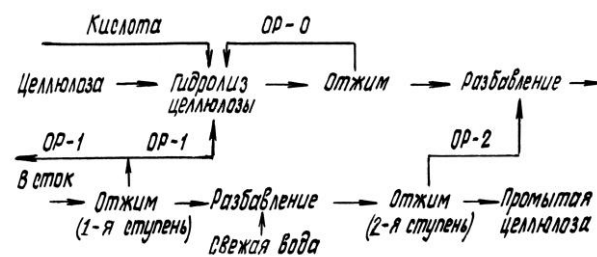 Кислота
ОР-0
Целлюлоза
Гидролиз
целлюлозы
Отжим
Разбавление
ОР-1
ОР-1
ОР-2
В сток
Отжим
(1-я ступень)
Разбавление
Отжим
(2-я ступень)
Промытая
целлюлоза
Свежая вода